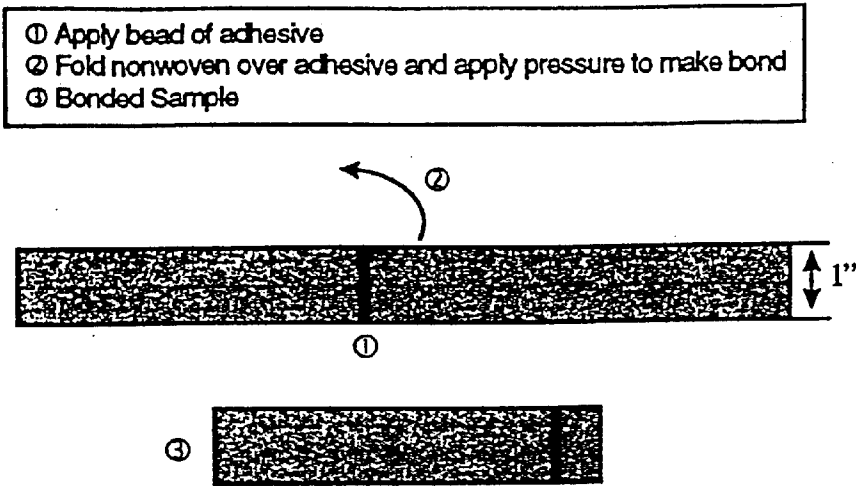 ① Apply bead of adhesive
② Fold nonwoven over adhesive and apply pressure to make bond
③ Bonded Sample
②
1”
①
③